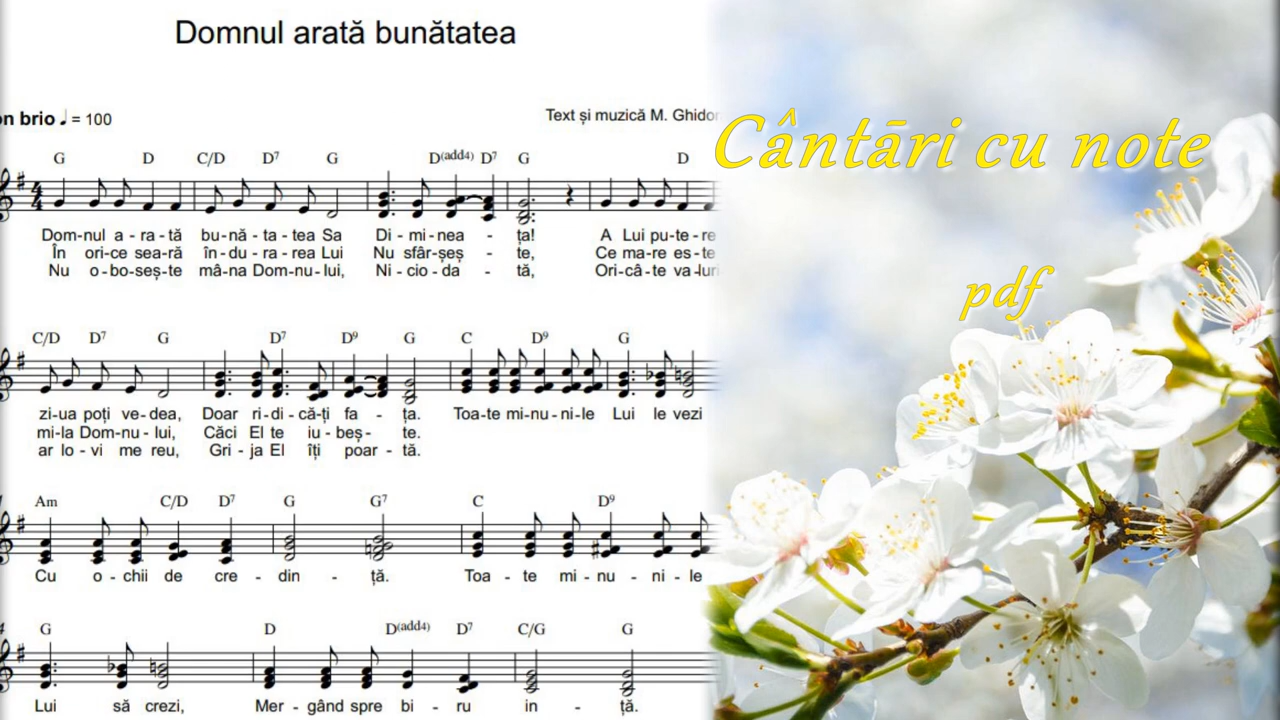 Domnul arată bunătatea
on brio ♩ = 100
Text și muzică M. Ghidon
G D C/D D7 G D(add4) D7 G D
Dom-nul a-ra-tă bu-nă-ta-tea Sa Di-mi-nea - ța! A Lui pu-te-re
În ori-ce sea-ră în-du-ra-rea Lui Nu sfâr-șeș - te, Ce ma-re es-te
Nu o-bo-seș-te mâ-na Dom-nu-lui, Ni-cio-da - tă, Ori-câ-te va-luri
C/D D7 G D7 D9 G C D9 G
zi-ua poți ve-dea, Doar ri-di-că-ți fa - ța. Toa-te mi-nu-ni-le Lui le vezi
mi-la Dom-nu-lui, Căci El te iu-beș- te.
ar lo-vi me reu, Gri-ja El îți poar-tă.
Am C/D D7 G G7 C D9
Cu o-chii de cre - din - ță. Toa - te mi - nu - ni - le
4
G D D(add4) D7 C/G G
Lui să crezi, Mer - gând spre bi - ru in - ță.
Cântāri cu note
pdf